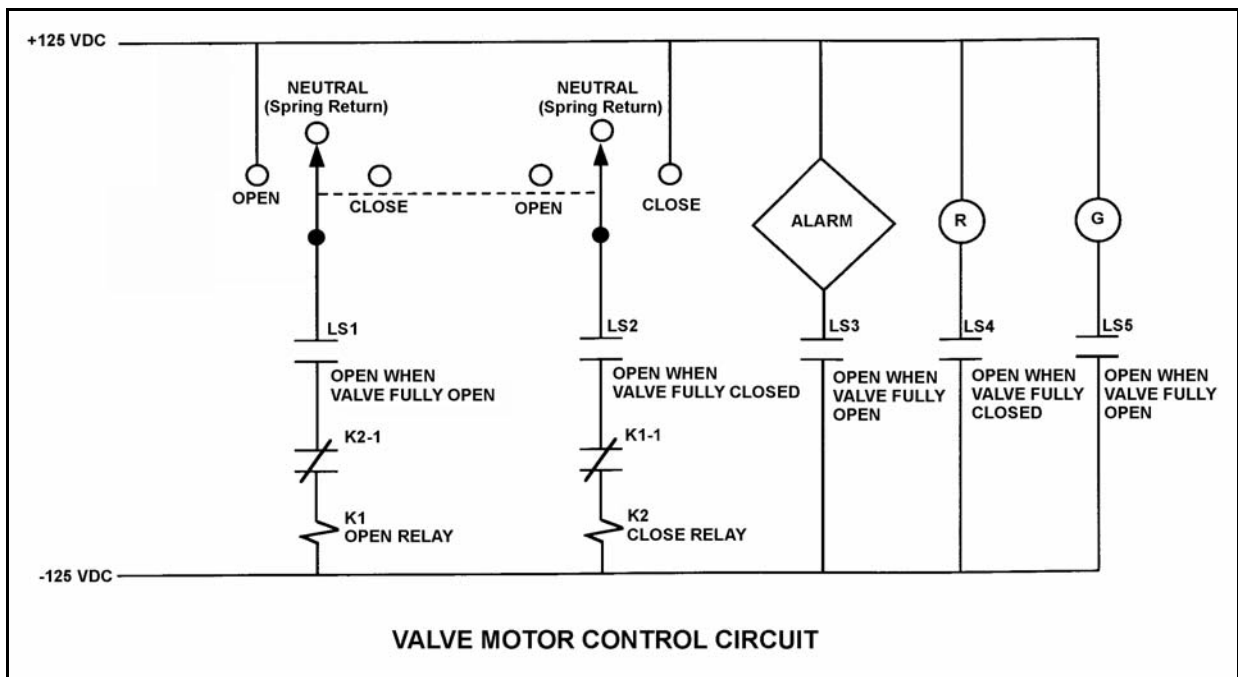 +125 VDC
NEUTRAL
(Spring Return)
NEUTRAL
(Spring Return)
OPEN
CLOSE
OPEN
CLOSE
ALARM
R
G
LS1
OPEN WHEN
VALVE FULLY OPEN
LS2
OPEN WHEN
VALVE FULLY CLOSED
LS3
OPEN WHEN
VALVE FULLY
OPEN
LS4
OPEN WHEN
VALVE FULLY
CLOSED
LS5
OPEN WHEN
VALVE FULLY
OPEN
K2-1
K1-1
K1
OPEN RELAY
K2
CLOSE RELAY
-125 VDC
VALVE MOTOR CONTROL CIRCUIT